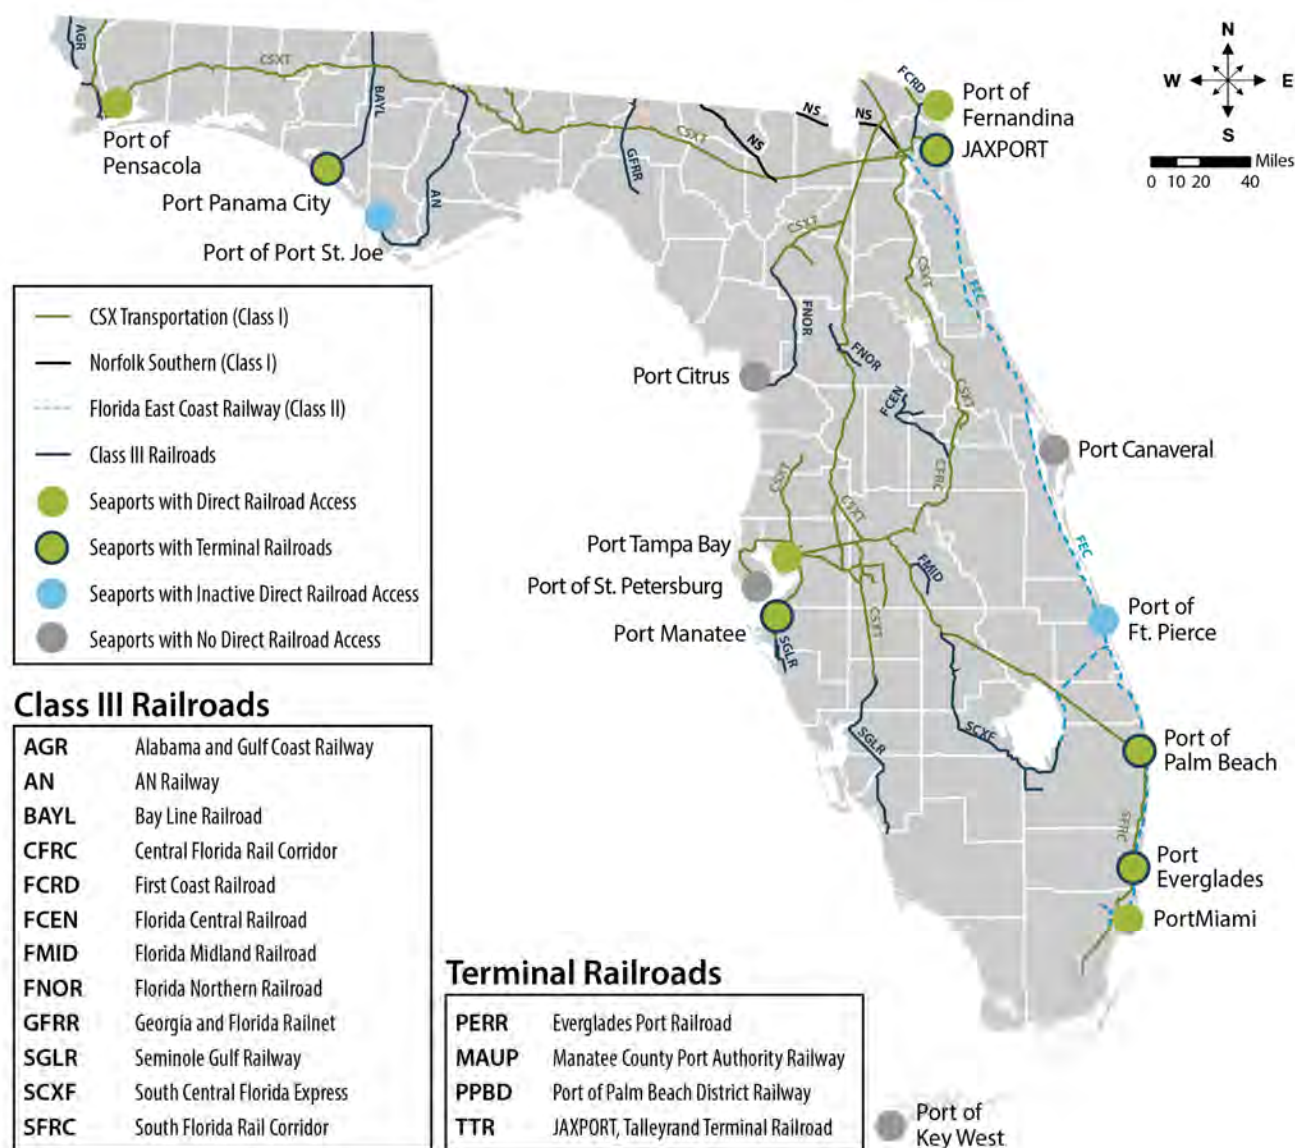 AGR
CSXT
BAYL
AN
GFRR
CSXT
NS
NS
NS
FCRD
Port of
Fernandina
JAXPORT
N
W
E
S
Miles
0 10 20 40
Port of
Pensacola
Port Panama City
Port of Port St. Joe
CSXT
CSXT
FEC
FNOR
FNOR
Port Citrus
FCEN
CSXT
Port Canaveral
CSXT
CFRC
CSXT
Port Tampa Bay
FEC
FMID
Port of St. Petersburg
CSXT
Port of
Ft. Pierce
Port Manatee
SGLR
SGLR
SCXF
Port of
Palm Beach
SFRC
Port
Everglades
PortMiami
Port of
Key West
CSX Transportation (Class I)
Norfolk Southern (Class I)
Florida East Coast Railway (Class II)
Class III Railroads
Seaports with Direct Railroad Access
Seaports with Terminal Railroads
Seaports with Inactive Direct Railroad Access
Seaports with No Direct Railroad Access
Class III Railroads
AGR Alabama and Gulf Coast Railway
AN AN Railway
BAYL Bay Line Railroad
CFRC Central Florida Rail Corridor
FCRD First Coast Railroad
FCEN Florida Central Railroad
FMID Florida Midland Railroad
FNOR Florida Northern Railroad
GFRR Georgia and Florida Railnet
SGLR Seminole Gulf Railway
SCXF South Central Florida Express
SFRC South Florida Rail Corridor
Terminal Railroads
PERR Everglades Port Railroad
MAUP Manatee County Port Authority Railway
PPBD Port of Palm Beach District Railway
TTR JAXPORT, Talleyrand Terminal Railroad